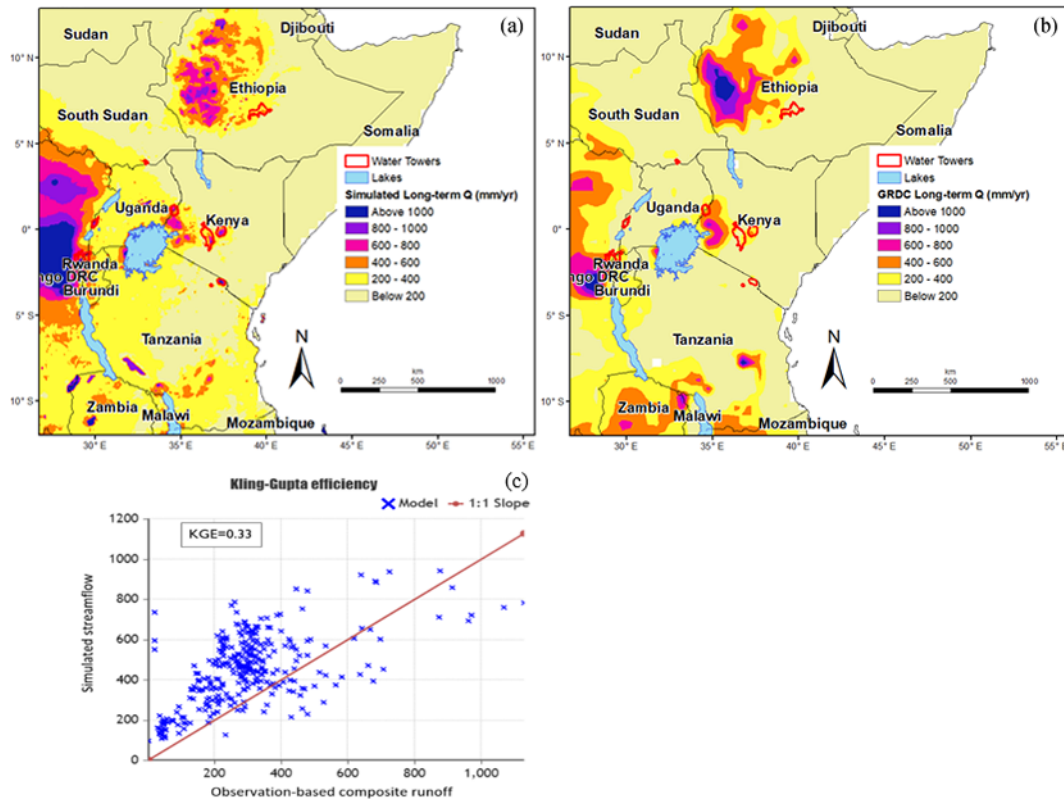 (a)
Sudan
Djibouti
10° N
Ethiopia
South Sudan
5° N
Somalia
Water Towers
Lakes
Simulated Long-term Q (mm/yr)
Above 1000
800 - 1000
600 - 800
400 - 600
200 - 400
Below 200
Uganda
Kenya
0°
Rwanda
ngo DRC
Burundi
5° S
Tanzania
N
km
0 250 500 1000
10° S
Zambia
Malawi
Mozambique
30° E 35° E 40° E 45° E 50° E 55° E
(b)
Sudan
Djibouti
10° N
Ethiopia
South Sudan
5° N
Somalia
Water Towers
Lakes
GRDC Long-term Q (mm/yr)
Above 1000
800 - 1000
600 - 800
400 - 600
200 - 400
Below 200
Uganda
Kenya
0°
Rwanda
ngo DRC
Burundi
5° S
Tanzania
N
km
0 250 500 1000
10° S
Zambia
Malawi
Mozambique
30° E 35° E 40° E 45° E 50° E 55° E
Kling-Gupta efficiency
(c)
Model 1:1 Slope
KGE=0.33
1200
1000
800
600
400
200
0
Simulated streamflow
200 400 600 800 1,000
Observation-based composite runoff